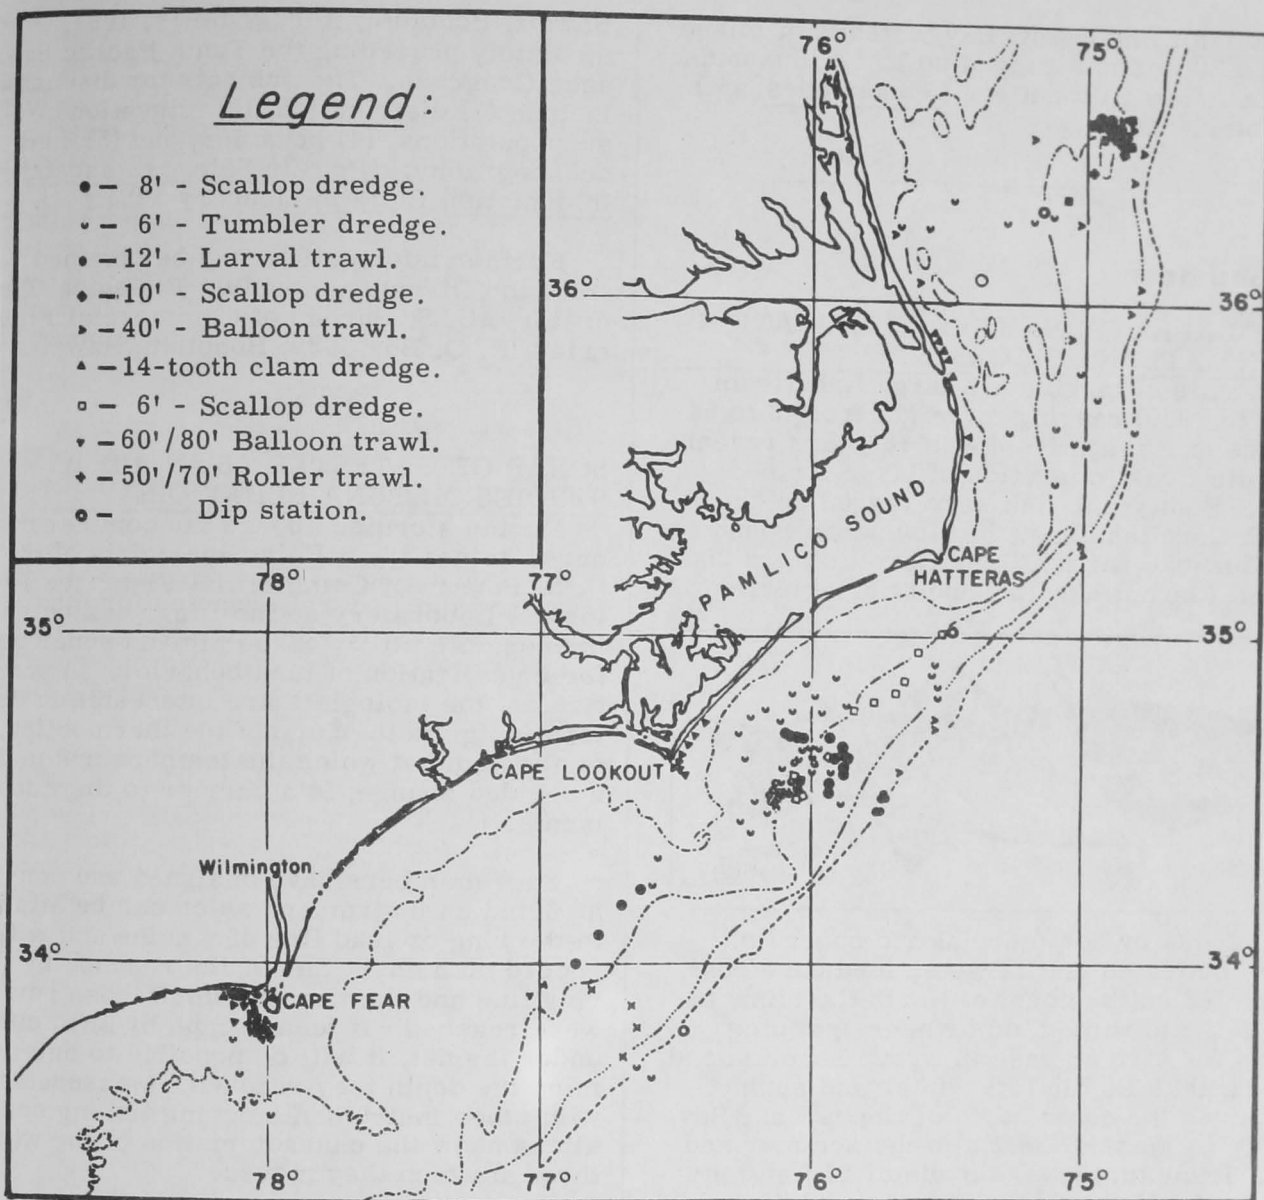 Legend:
8' - Scallop dredge.
6' - Tumbler dredge.
12' - Larval trawl.
10' - Scallop dredge.
40' - Balloon trawl.
14-tooth clam dredge.
6' - Scallop dredge.
60'/80' Balloon trawl.
50'/70' Roller trawl.
Dip station.
76° 75°
36° 36°
PAMLICO SOUND
CAPE
HATTERAS
78° 77°
35° 35°
CAPE LOOKOUT
Wilmington
34° 34°
CAPE FEAR
78° 77° 76° 75°